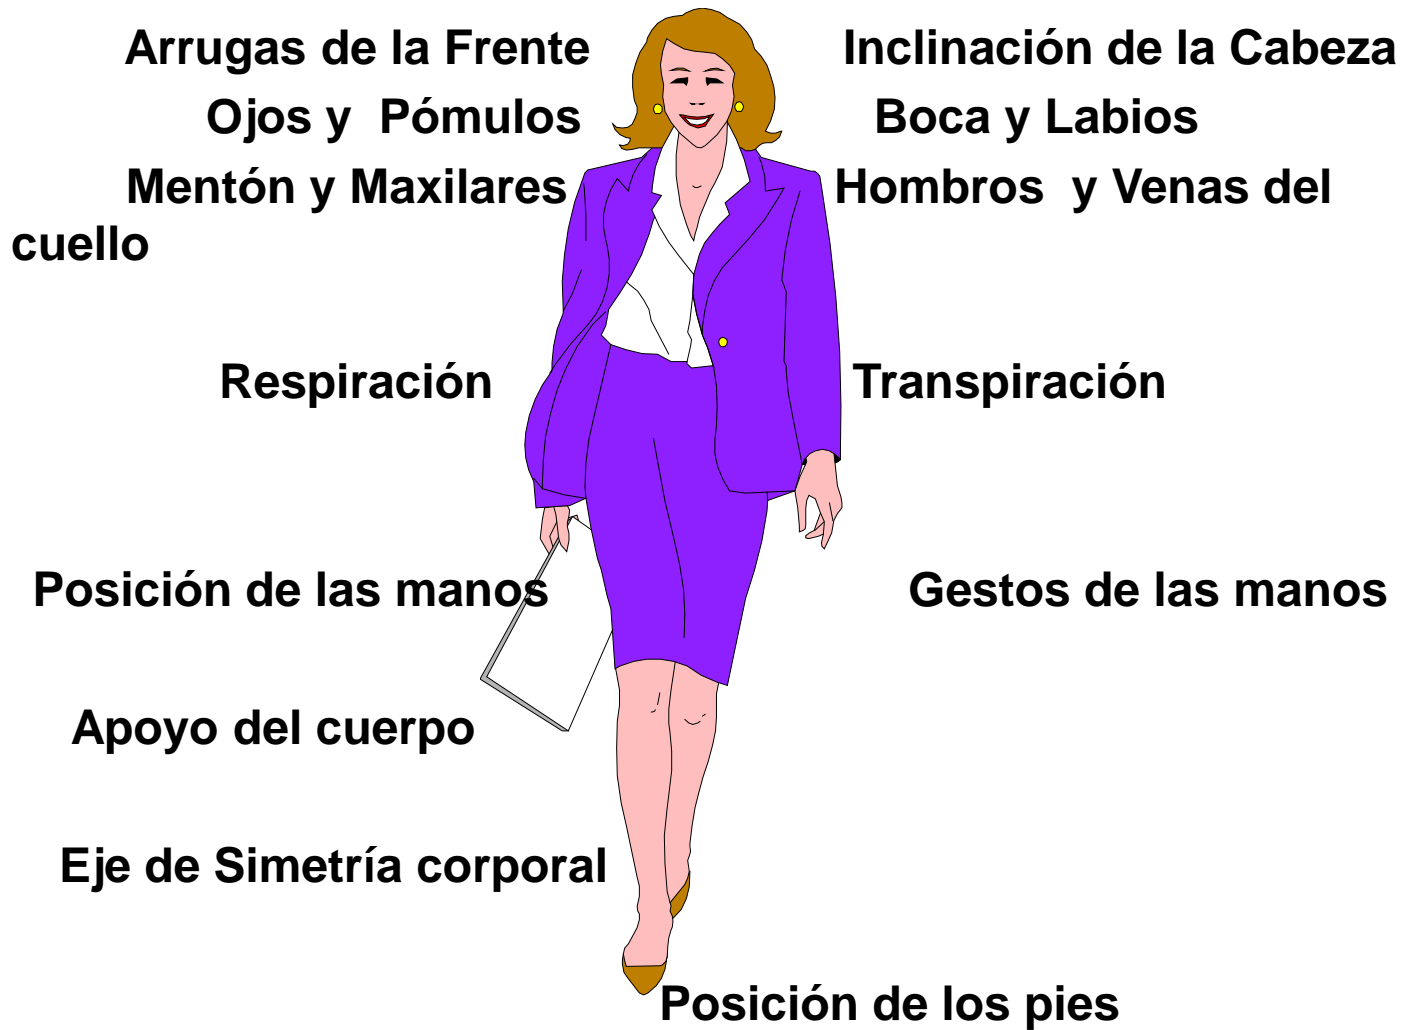 Arrugas de la Frente Inclinación de la Cabeza
Ojos y Pómulos Boca y Labios
Mentón y Maxilares Hombros y Venas del
cuello
Respiración Transpiración
Posición de las manos Gestos de las manos
Apoyo del cuerpo
Eje de Simetría corporal
Posición de los pies